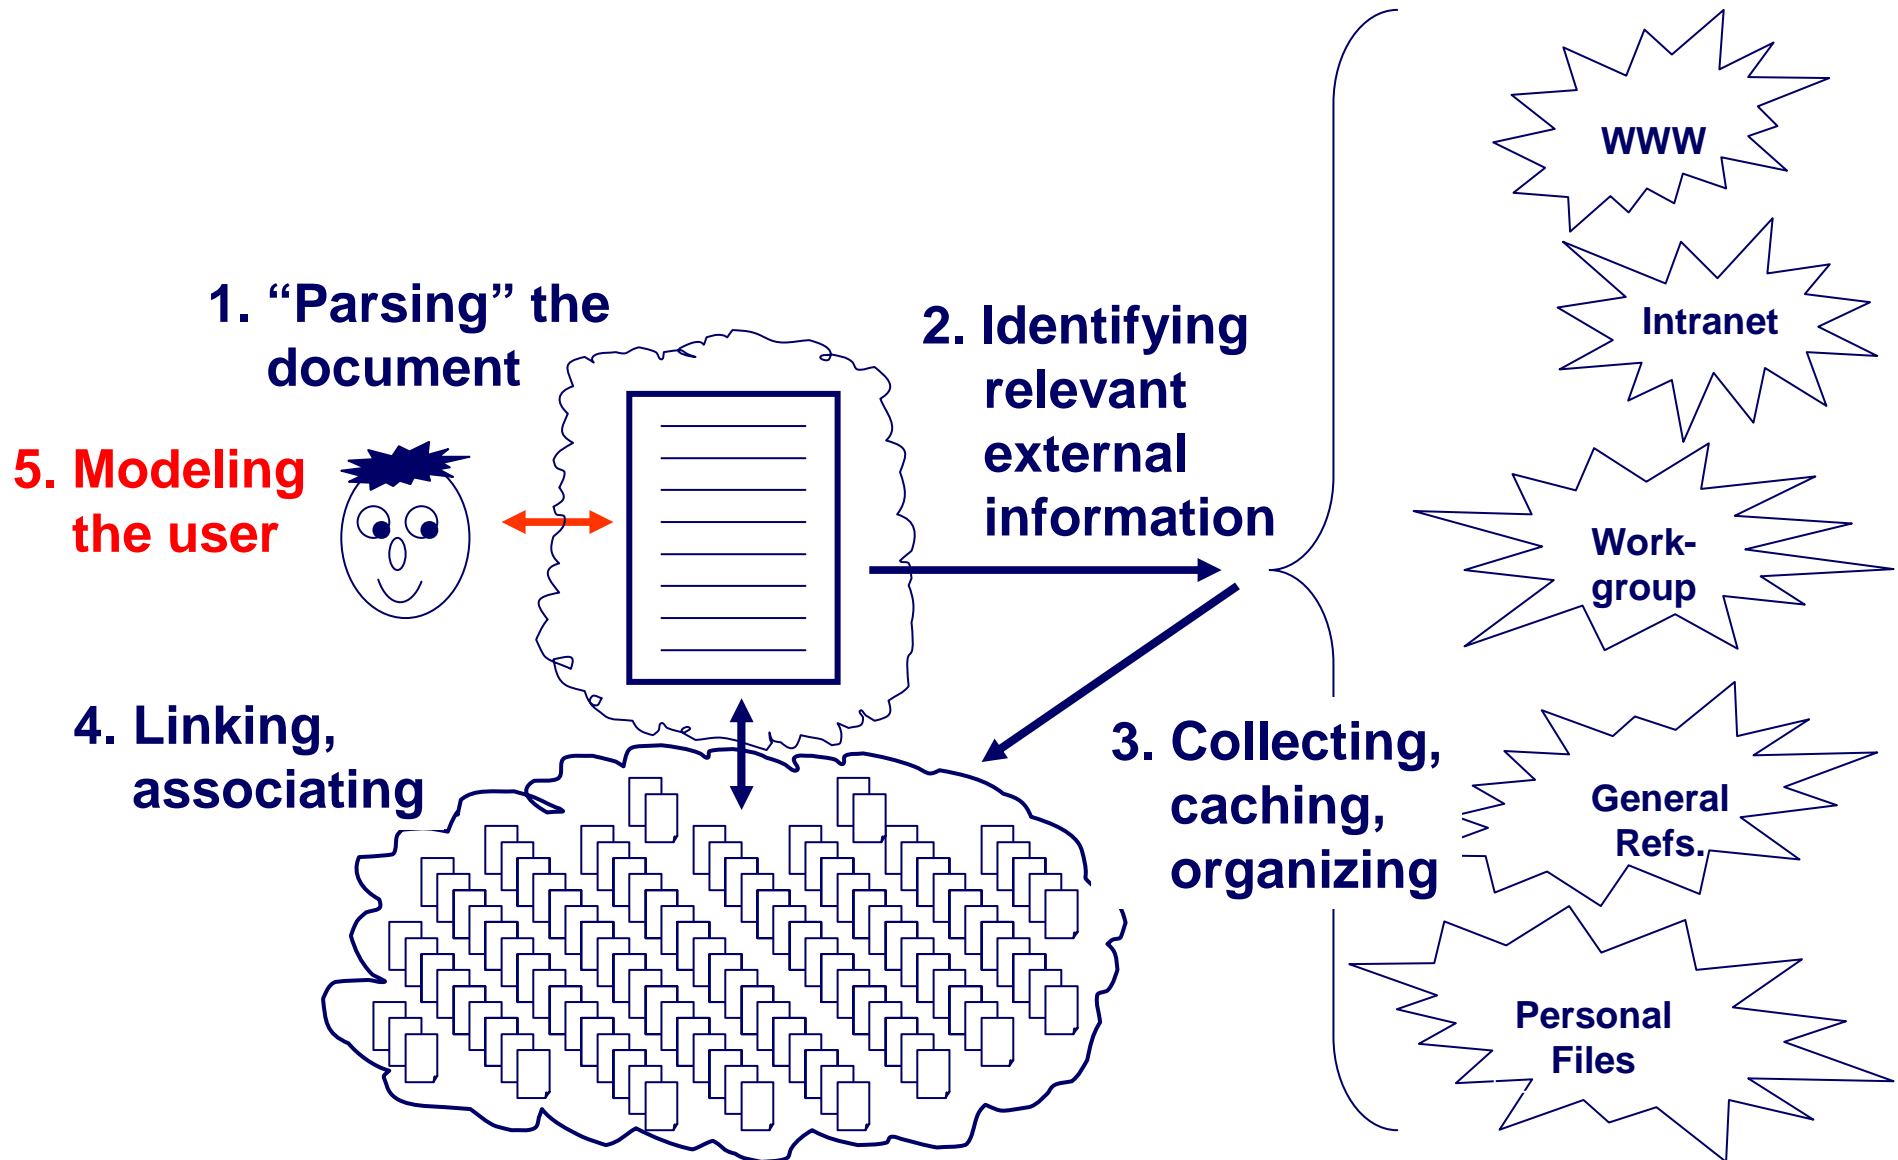 1. “Parsing” the
document
2. Identifying
relevant
external
information
5. Modeling
the user
4. Linking,
associating
3. Collecting,
caching,
organizing
WWW
Intranet
Work-
group
General
Refs.
Personal
Files